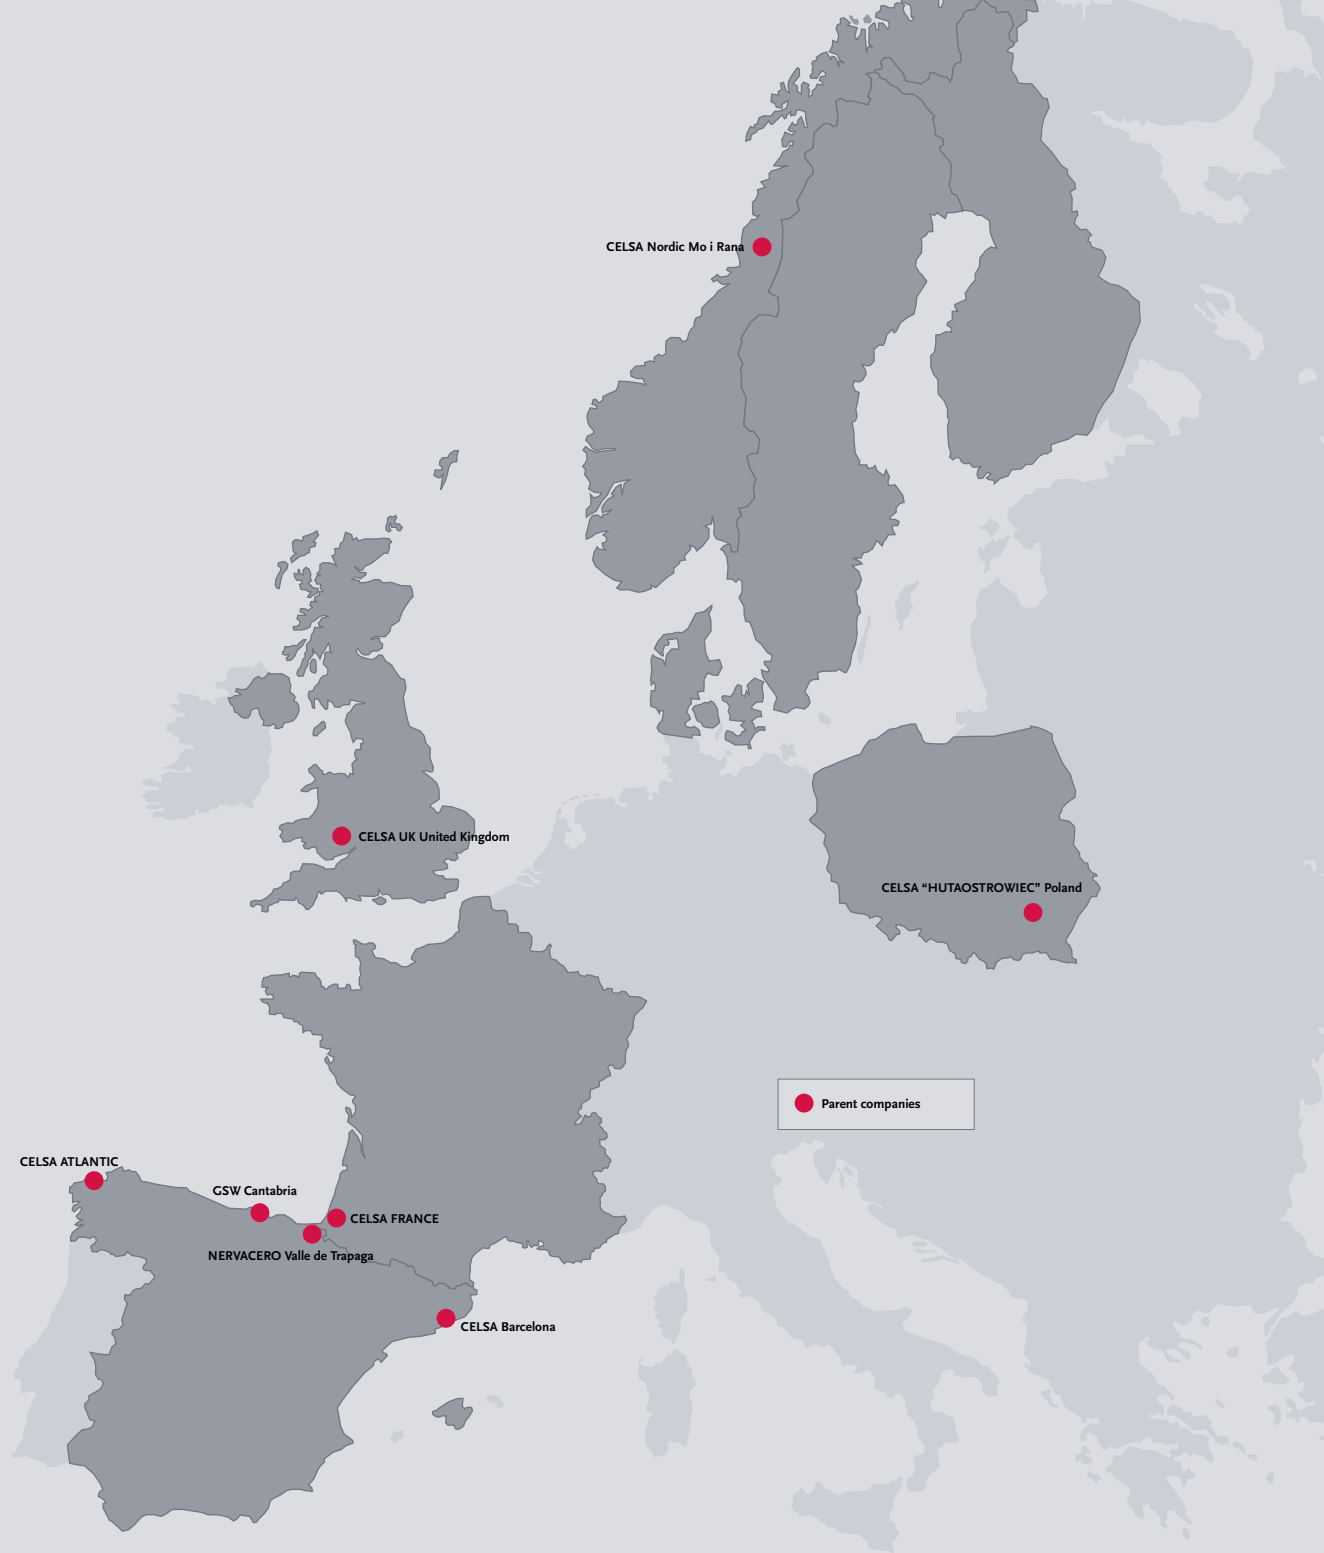 CELSA Nordic Mo i Rana
CELSA UK United Kingdom
CELSA “HUTAOSTROWIEC” Poland
Parent companies
CELSA ATLANTIC
GSW Cantabria
CELSA FRANCE
NERVACERO Valle de Trapaga
CELSA Barcelona